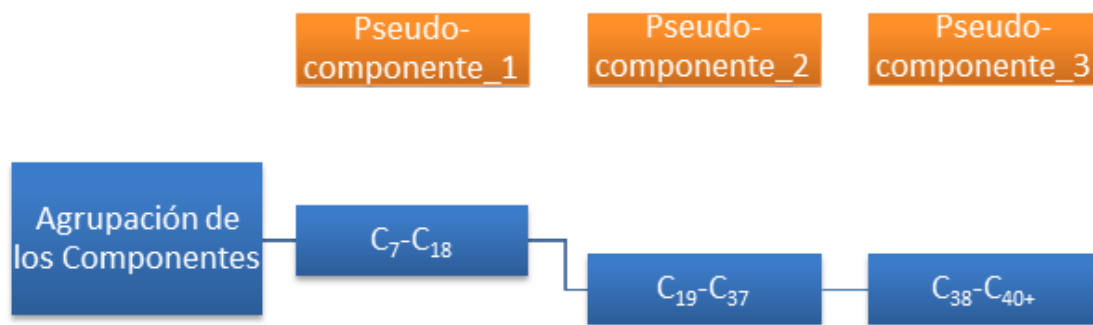 Pseudo-
componente_1
Pseudo-
componente_2
Pseudo-
componente_3
Agrupación de
los Componentes
C₇-C₁₈
C₁₉-C₃₇
C₃₈-C₄₀₊